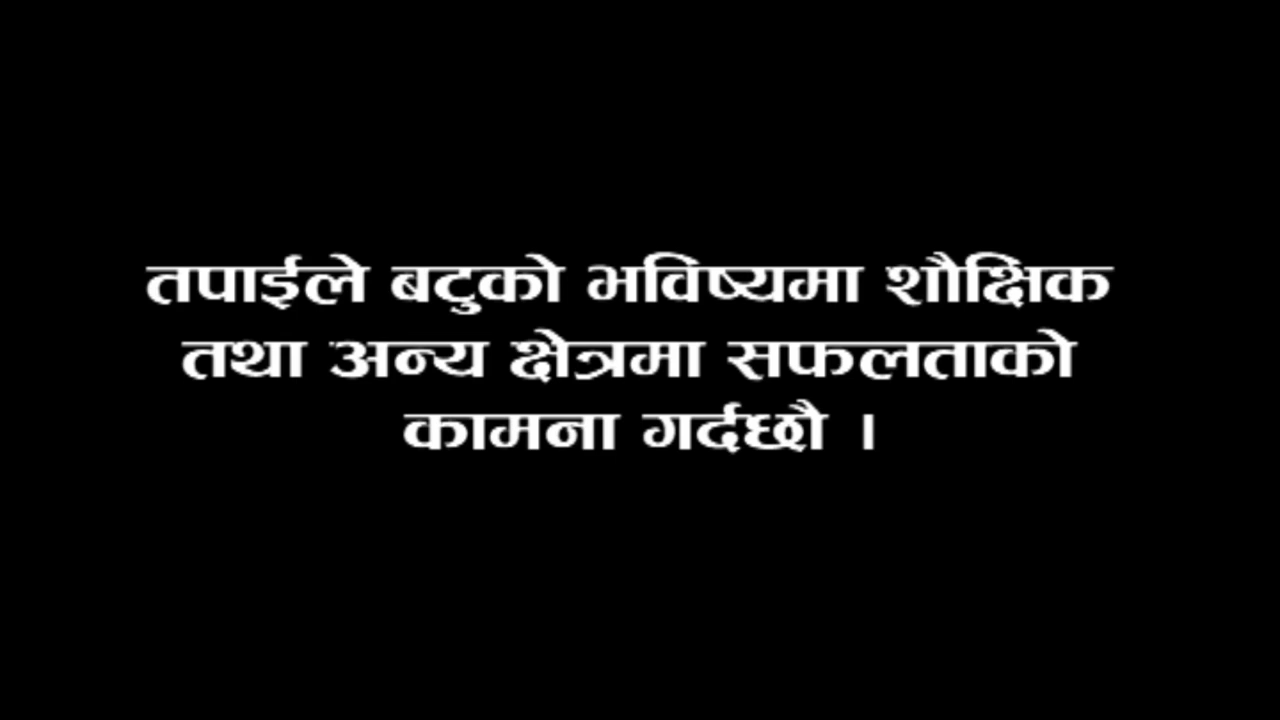 तपाईले बटुको भविष्यमा शौक्षिक
तथा अन्य क्षेत्रमा सफलताको
कामना गर्दछौ ।